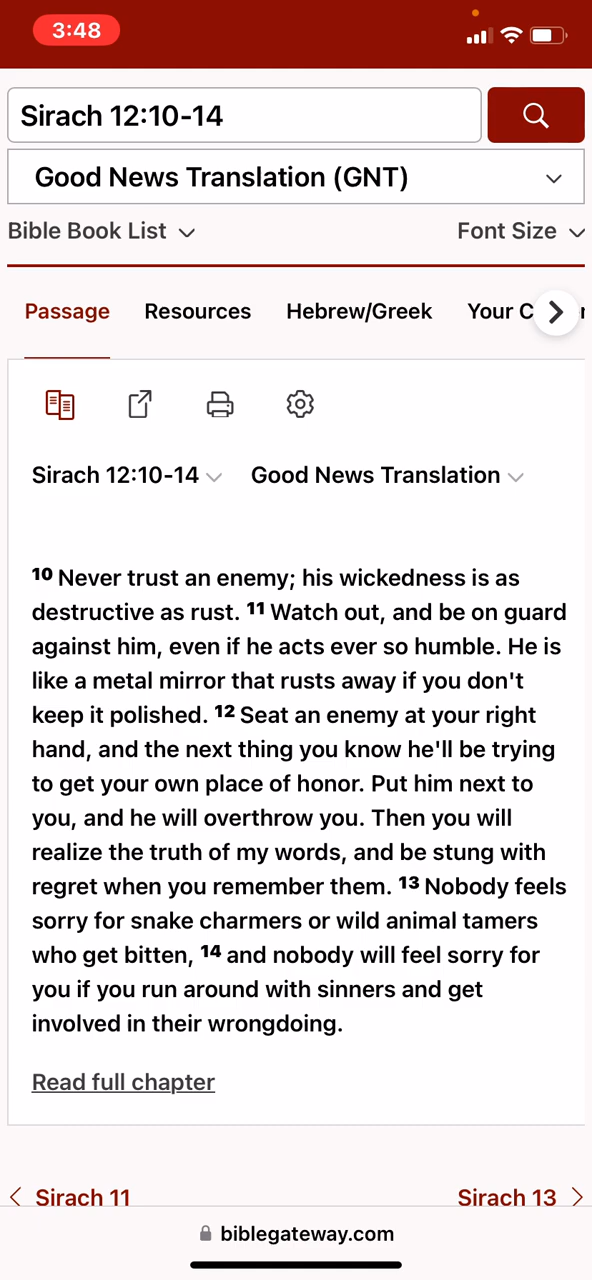 3:48
Sirach 12:10-14
Good News Translation (GNT)
Bible Book List
Font Size
Passage Resources Hebrew/Greek Your C
Sirach 12:10-14 Good News Translation
10 Never trust an enemy; his wickedness is as
destructive as rust. 11 Watch out, and be on guard
against him, even if he acts ever so humble. He is
like a metal mirror that rusts away if you don't
keep it polished. 12 Seat an enemy at your right
hand, and the next thing you know he'll be trying
to get your own place of honor. Put him next to
you, and he will overthrow you. Then you will
realize the truth of my words, and be stung with
regret when you remember them. 13 Nobody feels
sorry for snake charmers or wild animal tamers
who get bitten, 14 and nobody will feel sorry for
you if you run around with sinners and get
involved in their wrongdoing.
Read full chapter
Sirach 11
Sirach 13
biblegateway.com